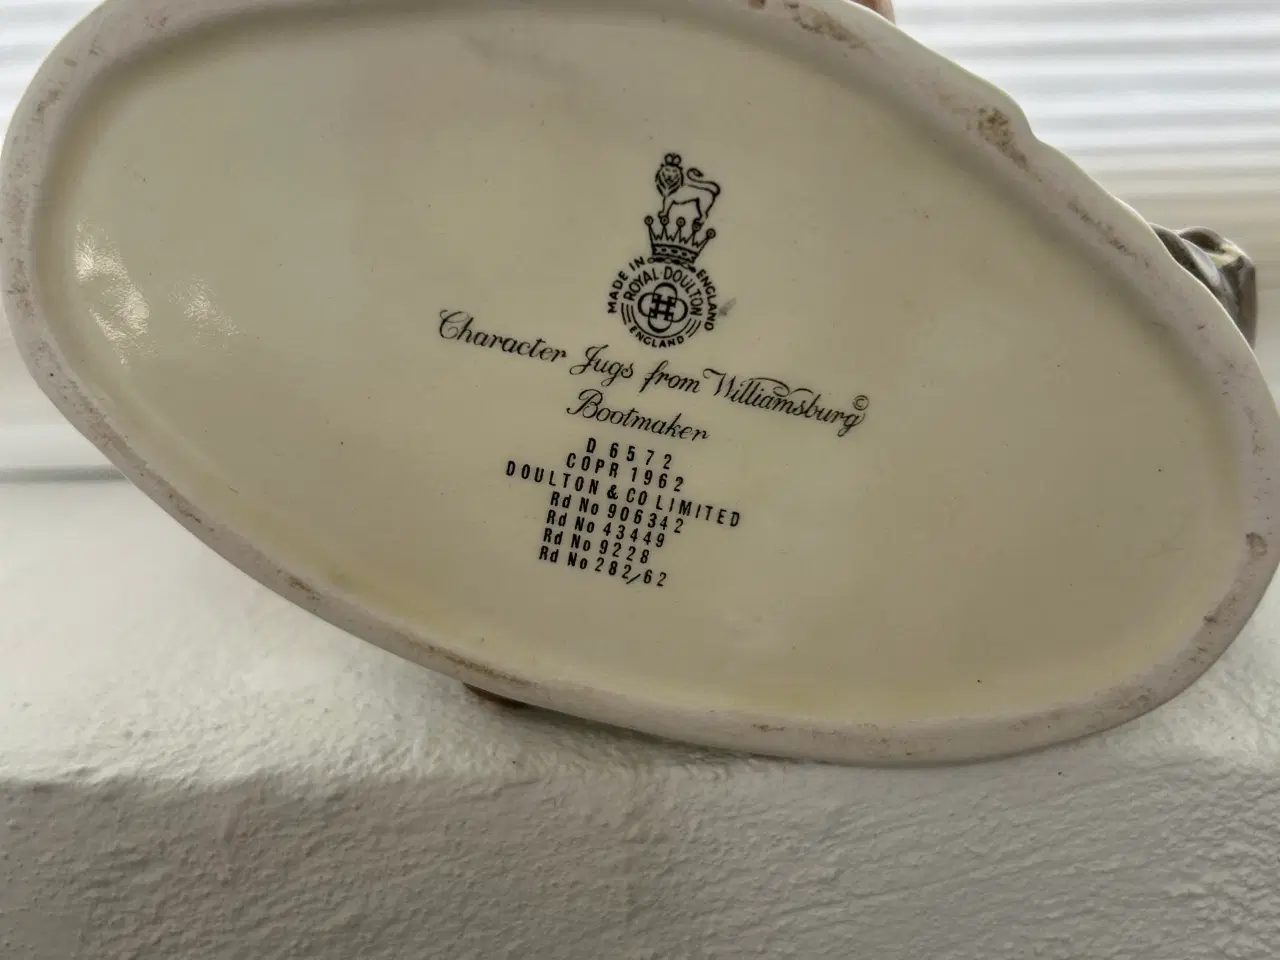 MADE IN ENGLAND
ROYAL DOULTON
ENGLAND
Character Jugs from Williamsburg ©
Bootmaker
D 6572
COPR 1962
DOULTON & CO LIMITED
Rd No 906342
Rd No 43449
Rd No 9228
Rd No 282/62